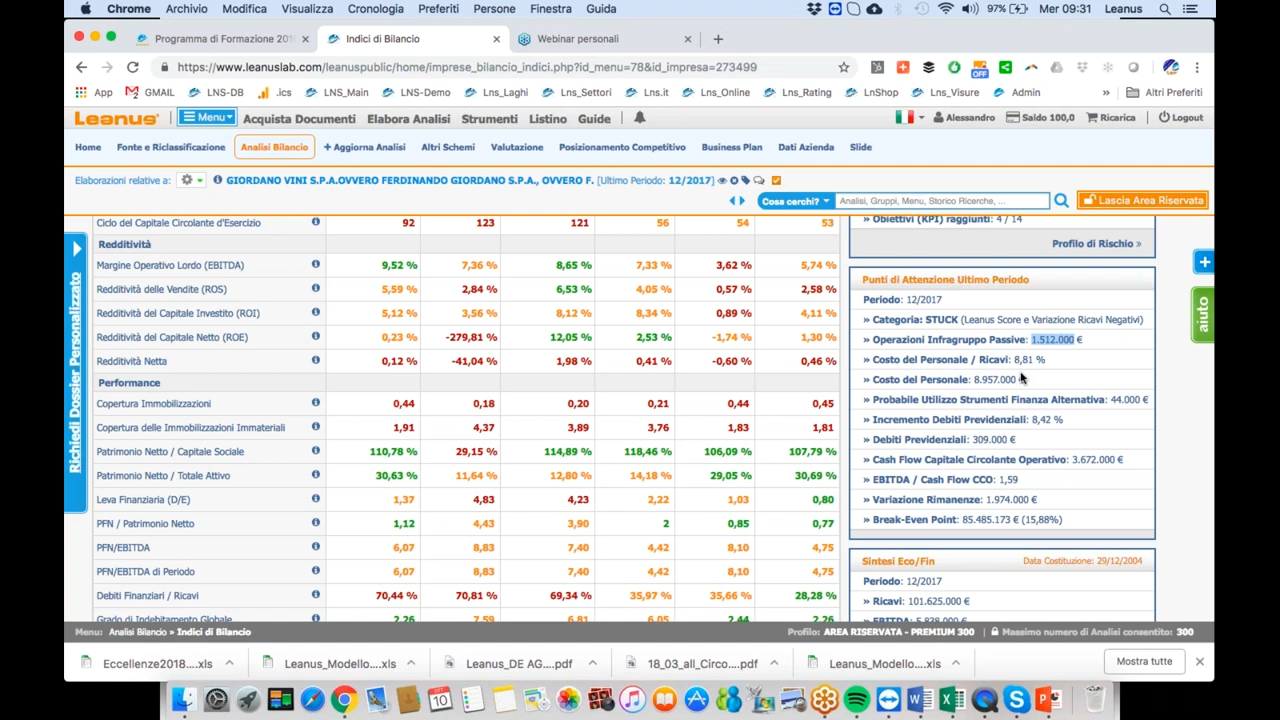 Chrome Archivio Modifica Visualizza Cronologia Preferiti Persone Finestra Guida 97% Mer 09:31 Leanus
Programma di Formazione 201 Indici di Bilancio Webinar personali
https://www.leanuslab.com/leanuspublic/home/imprese_bilancio_indici.php?id_menu=78&id_impresa=273499 OFF
App GMAIL LNS-DB .ics LNS_Main LNS-Demo Lns_Laghi Lns_Settori Lns.it Lns_Online Lns_Rating LnShop Lns_Visure Admin » Altri Preferiti
Leanus Menu Acquista Documenti Elabora Analisi Strumenti Listino Guide Alessandro Saldo 100,0 Ricarica Logout
Home Fonte e Riclassificazione Analisi Bilancio + Aggiorna Analisi Altri Schemi Valutazione Posizionamento Competitivo Business Plan Dati Azienda Slide
Elaborazioni relative a: GIORDANO VINI S.P.A.OVVERO FERDINANDO GIORDANO S.P.A., OVVERO F. [Ultimo Periodo: 12/2017]
Cosa cerchi? Analisi, Gruppi, Menu, Storico Ricerche, ... Lascia Area Riservata
Ciclo del Capitale Circolante d'Esercizio 92 123 121 56 54 53
Redditività
Margine Operativo Lordo (EBITDA) 9,52 % 7,36 % 8,65 % 7,33 % 3,62 % 5,74 %
Redditività delle Vendite (ROS) 5,59 % 2,84 % 6,53 % 4,05 % 0,57 % 2,58 %
Redditività del Capitale Investito (ROI) 5,12 % 3,56 % 8,12 % 8,34 % 0,89 % 4,11 %
Redditività del Capitale Netto (ROE) 0,23 % -279,81 % 12,05 % 2,53 % -1,74 % 1,30 %
Redditività Netta 0,12 % -41,04 % 1,98 % 0,41 % -0,60 % 0,46 %
Performance
Copertura Immobilizzazioni 0,44 0,18 0,20 0,21 0,44 0,45
Copertura delle Immobilizzazioni Immateriali 1,91 4,37 3,89 3,76 1,83 1,81
Patrimonio Netto / Capitale Sociale 110,78 % 29,15 % 114,89 % 118,46 % 106,09 % 107,79 %
Patrimonio Netto / Totale Attivo 30,63 % 11,64 % 12,80 % 14,18 % 29,05 % 30,69 %
Leva Finanziaria (D/E) 1,37 4,83 4,23 2,22 1,03 0,80
PFN / Patrimonio Netto 1,12 4,43 3,90 2 0,85 0,77
PFN/EBITDA 6,07 8,83 7,40 4,42 8,10 4,75
PFN/EBITDA di Periodo 6,07 8,83 7,40 4,42 8,10 4,75
Debiti Finanziari / Ricavi 70,44 % 70,81 % 69,34 % 35,97 % 35,66 % 28,28 %
Grado di Indebitamento Globale 2,26 7,59 6,81 6,05 2,44 2,26
» Obiettivi (KPI) raggiunti: 4 / 14
Profilo di Rischio »
Punti di Attenzione Ultimo Periodo
Periodo: 12/2017
» Categoria: STUCK (Leanus Score e Variazione Ricavi Negativi)
» Operazioni Infragruppo Passive: 1.512.000 €
» Costo del Personale / Ricavi: 8,81 %
» Costo del Personale: 8.957.000
» Probabile Utilizzo Strumenti Finanza Alternativa: 44.000 €
» Incremento Debiti Previdenziali: 8,42 %
» Debiti Previdenziali: 309.000 €
» Cash Flow Capitale Circolante Operativo: 3.672.000 €
» EBITDA / Cash Flow CCO: 1,59
» Variazione Rimanenze: 1.974.000 €
» Break-Even Point: 85.485.173 € (15,88%)
Sintesi Eco/Fin Data Costituzione: 29/12/2004
Periodo: 12/2017
» Ricavi: 101.625.000 €
» EBITDA: 5.838.000 €
Richiedi Dossier Personalizzato
aiuto
Menu: Analisi Bilancio » Indici di Bilancio Profilo: AREA RISERVATA - PREMIUM 300 Massimo numero di Analisi consentito: 300
Eccellenze2018....xls Leanus_Modello....xls Leanus_DE AG....pdf 18_03_all_Circo....pdf Leanus_Modello....xls Mostra tutte
10